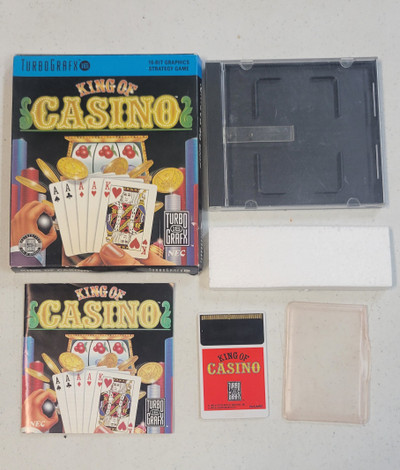 TURBOGRAFX 16
16-BIT GRAPHICS
STRATEGY GAME
KING OF
CASINO
A A A A K
TURBO
GRAFX
NEC
TURBOGRAFX
KING OF
CASINO
A A A A K
TURBO
GRAFX
NEC
KING OF
CASINO
TURBO
GRAFX